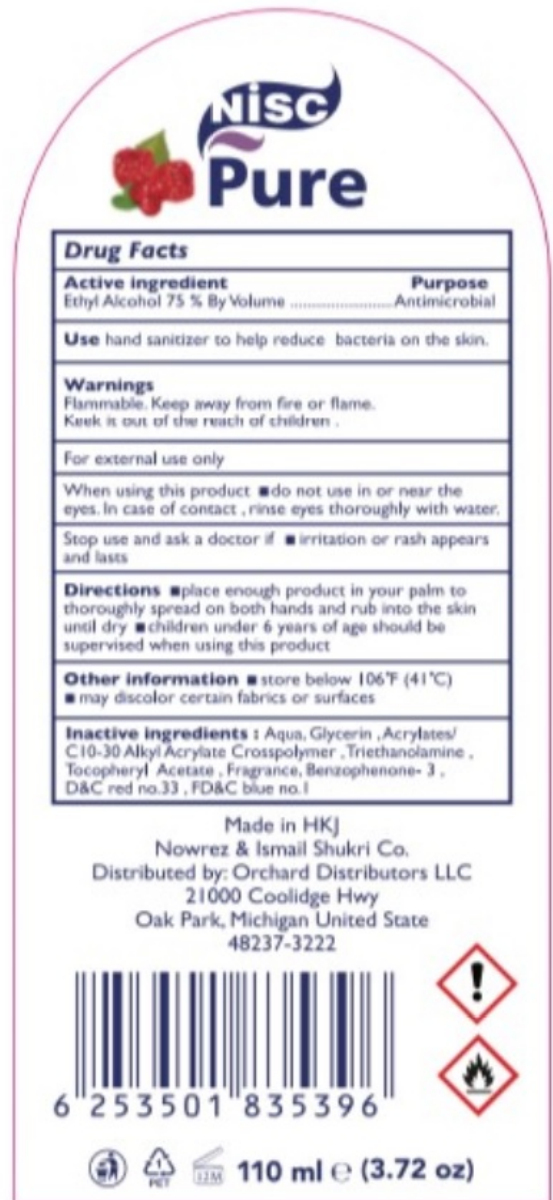 NiSC
Pure
Drug Facts
Active ingredient Purpose
Ethyl Alcohol 75 % By Volume ........................Antimicrobial
Use hand sanitizer to help reduce bacteria on the skin.
Warnings
Flammable. Keep away from fire or flame.
Keek is out of the reach of children .
For external use only
When using this product ■do not use in or near the
eyes. In case of contact , rinse eyes thoroughly with water.
Stop use and ask a doctor if ■ irritation or rash appears
and lasts
Directions ■place enough product in your palm to
thoroughly spread on both hands and rub into the skin
until dry ■children under 6 years of age should be
supervised when using this product
Other information ■ store below 106°F (41°C)
■ may discolor certain fabrics or surfaces
Inactive ingredients : Aqua, Glycerin ,Acrylates/
C10-30 Alkyl Acrylate Crosspolymer ,Triethanolamine ,
Tocopheryl Acetate , Fragrance, Benzophenone- 3 ,
D&C red no.33 , FD&C blue no.1
Made in HKJ
Nowrez & Ismail Shukri Co.
Distributed by: Orchard Distributors LLC
21000 Coolidge Hwy
Oak Park, Michigan United State
48237-3222
6 253501 835396
1
PET
12M
110 ml ℮ (3.72 oz)